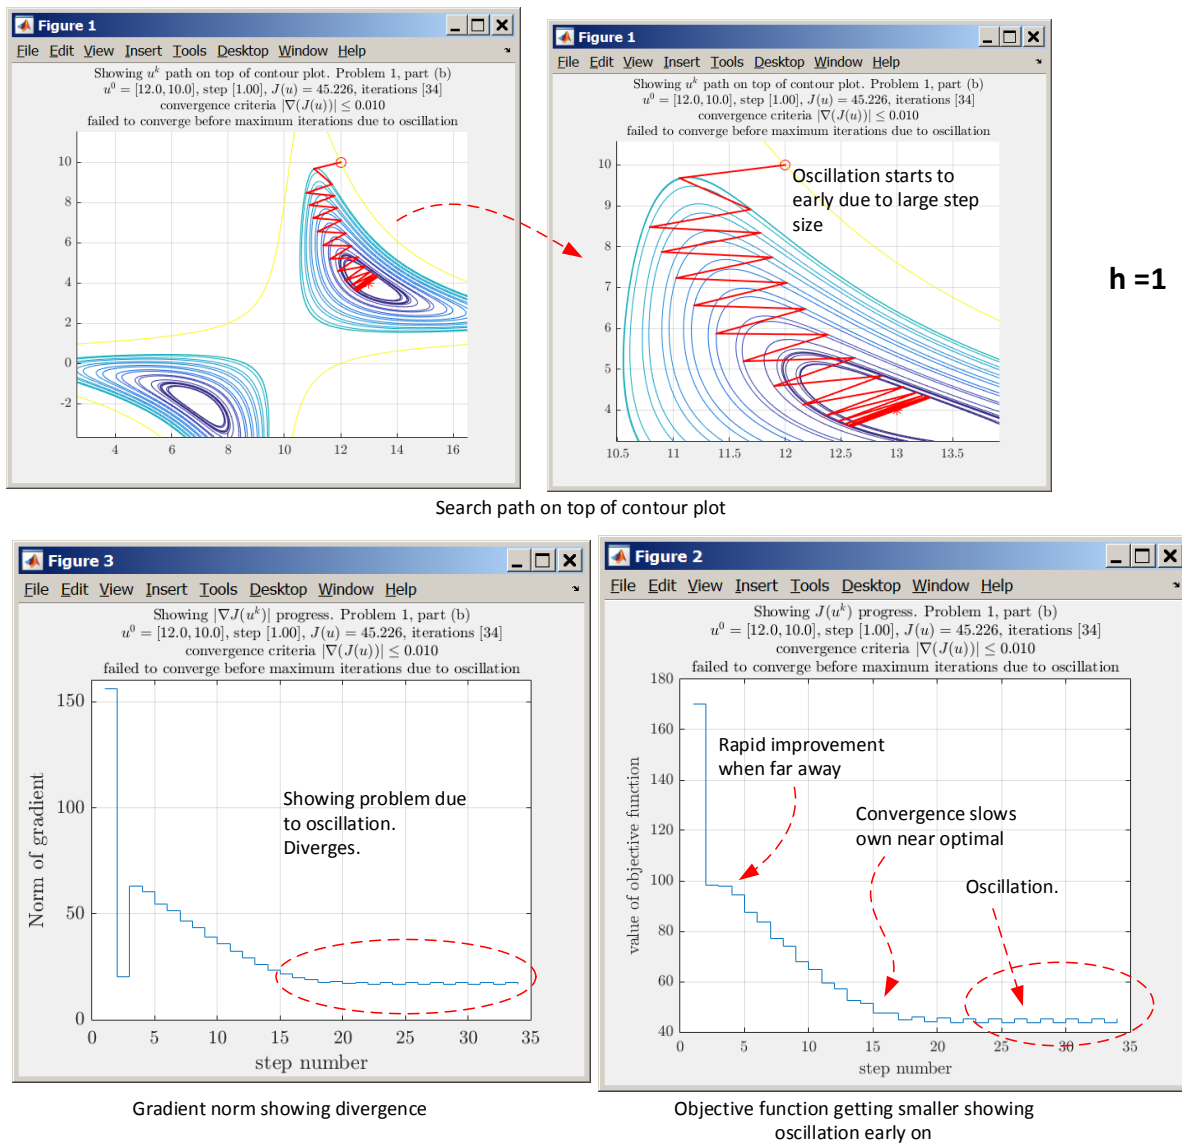 Figure 1
File Edit View Insert Tools Desktop Window Help
Showing u^k path on top of contour plot. Problem 1, part (b)
u^0 = [12.0, 10.0], step [1.00], J(u) = 45.226, iterations [34]
convergence criteria |∇(J(u))| ≤ 0.010
failed to converge before maximum iterations due to oscillation
10
8
6
4
2
0
-2
4 6 8 10 12 14 16
Figure 1
File Edit View Insert Tools Desktop Window Help
Showing u^k path on top of contour plot. Problem 1, part (b)
u^0 = [12.0, 10.0], step [1.00], J(u) = 45.226, iterations [34]
convergence criteria |∇(J(u))| ≤ 0.010
failed to converge before maximum iterations due to oscillation
Oscillation starts to
early due to large step
size
10
9
8
7
6
5
4
10.5 11 11.5 12 12.5 13 13.5
h =1
Search path on top of contour plot
Figure 3
File Edit View Insert Tools Desktop Window Help
Showing |∇J(u^k)| progress. Problem 1, part (b)
u^0 = [12.0, 10.0], step [1.00], J(u) = 45.226, iterations [34]
convergence criteria |∇(J(u))| ≤ 0.010
failed to converge before maximum iterations due to oscillation
Norm of gradient
150
100
50
0
Showing problem due
to oscillation.
Diverges.
0 5 10 15 20 25 30 35
step number
Gradient norm showing divergence
Figure 2
File Edit View Insert Tools Desktop Window Help
Showing J(u^k) progress. Problem 1, part (b)
u^0 = [12.0, 10.0], step [1.00], J(u) = 45.226, iterations [34]
convergence criteria |∇(J(u))| ≤ 0.010
failed to converge before maximum iterations due to oscillation
value of objective function
180
160
140
120
100
80
60
40
Rapid improvement
when far away
Convergence slows
own near optimal
Oscillation.
0 5 10 15 20 25 30 35
step number
Objective function getting smaller showing
oscillation early on